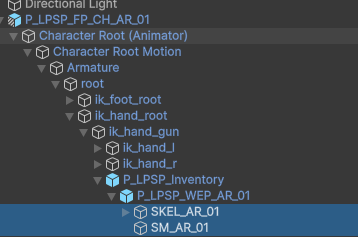 Directional Light
P_LPSP_FP_CH_AR_01
Character Root (Animator)
Character Root Motion
Armature
root
ik_foot_root
ik_hand_root
ik_hand_gun
ik_hand_l
ik_hand_r
P_LPSP_Inventory
P_LPSP_WEP_AR_01
SKEL_AR_01
SM_AR_01